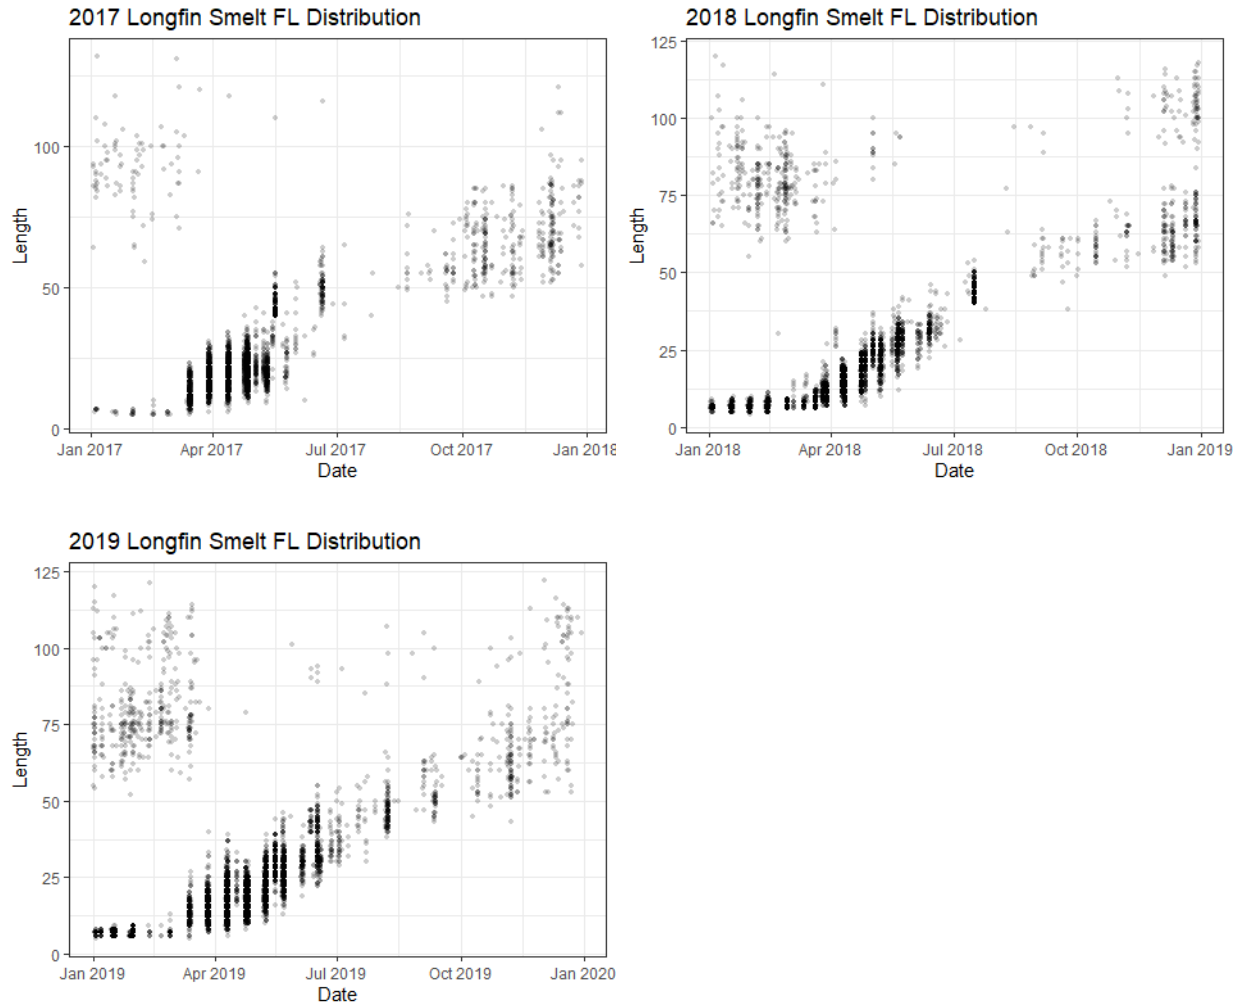 2017 Longfin Smelt FL Distribution
100
50
0
Length
Jan 2017 Apr 2017 Jul 2017 Oct 2017 Jan 2018
Date
2018 Longfin Smelt FL Distribution
125
100
75
50
25
0
Length
Jan 2018 Apr 2018 Jul 2018 Oct 2018 Jan 2019
Date
2019 Longfin Smelt FL Distribution
125
100
75
50
25
0
Length
Jan 2019 Apr 2019 Jul 2019 Oct 2019 Jan 2020
Date